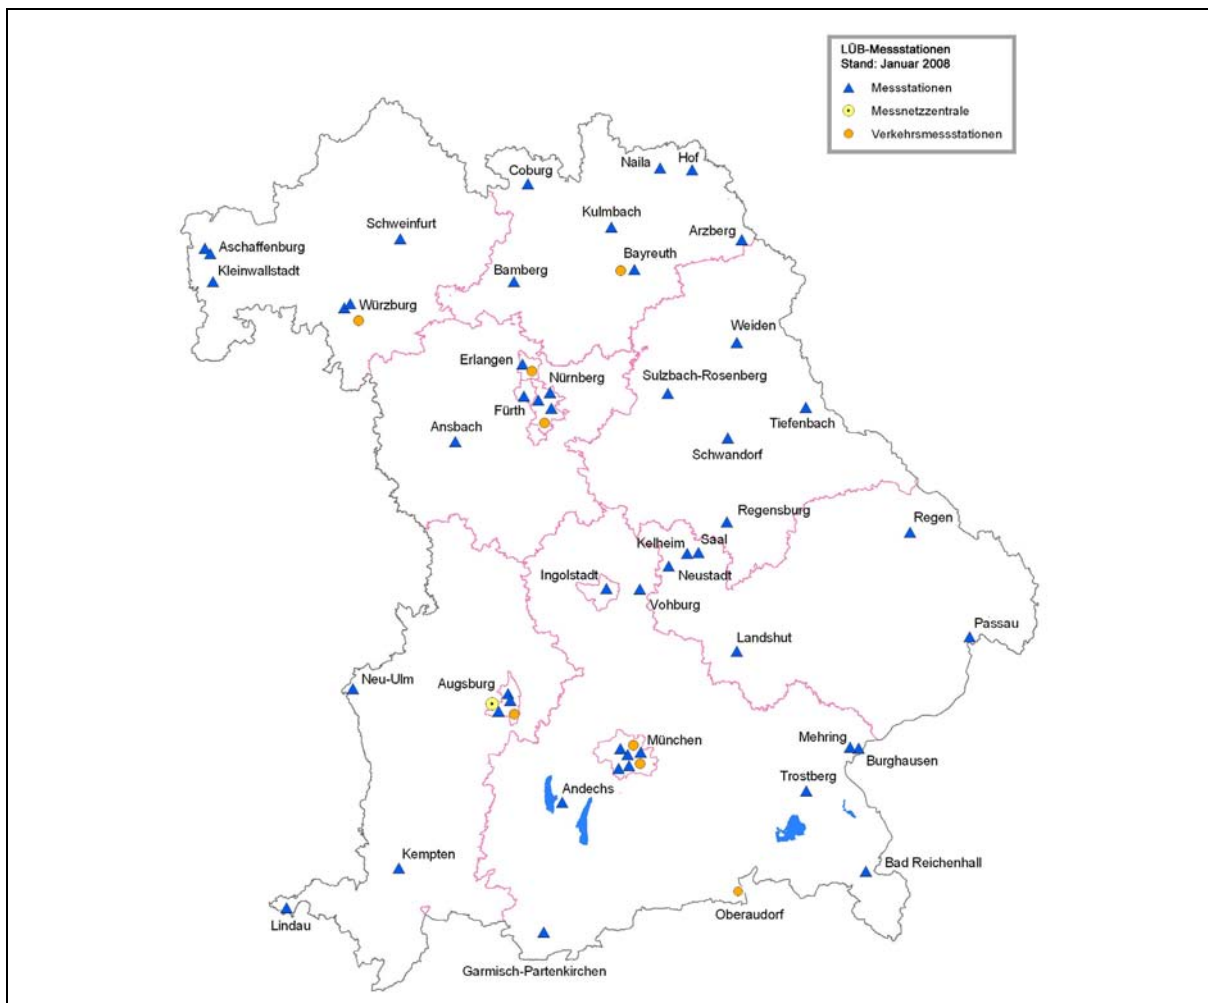 LÜB-Messstationen
Stand: Januar 2008
Messstationen
Messnetzzentrale
Verkehrsmessstationen
Coburg
Naila
Hof
Kulmbach
Schweinfurt
Arzberg
Aschaffenburg
Bayreuth
Kleinwallstadt
Bamberg
Würzburg
Weiden
Erlangen
Nürnberg
Sulzbach-Rosenberg
Fürth
Tiefenbach
Ansbach
Schwandorf
Regensburg
Regen
Kelheim
Saal
Ingolstadt
Neustadt
Vohburg
Passau
Landshut
Neu-Ulm
Augsburg
München
Mehring
Burghausen
Trostberg
Andechs
Kempten
Bad Reichenhall
Oberaudorf
Lindau
Garmisch-Partenkirchen